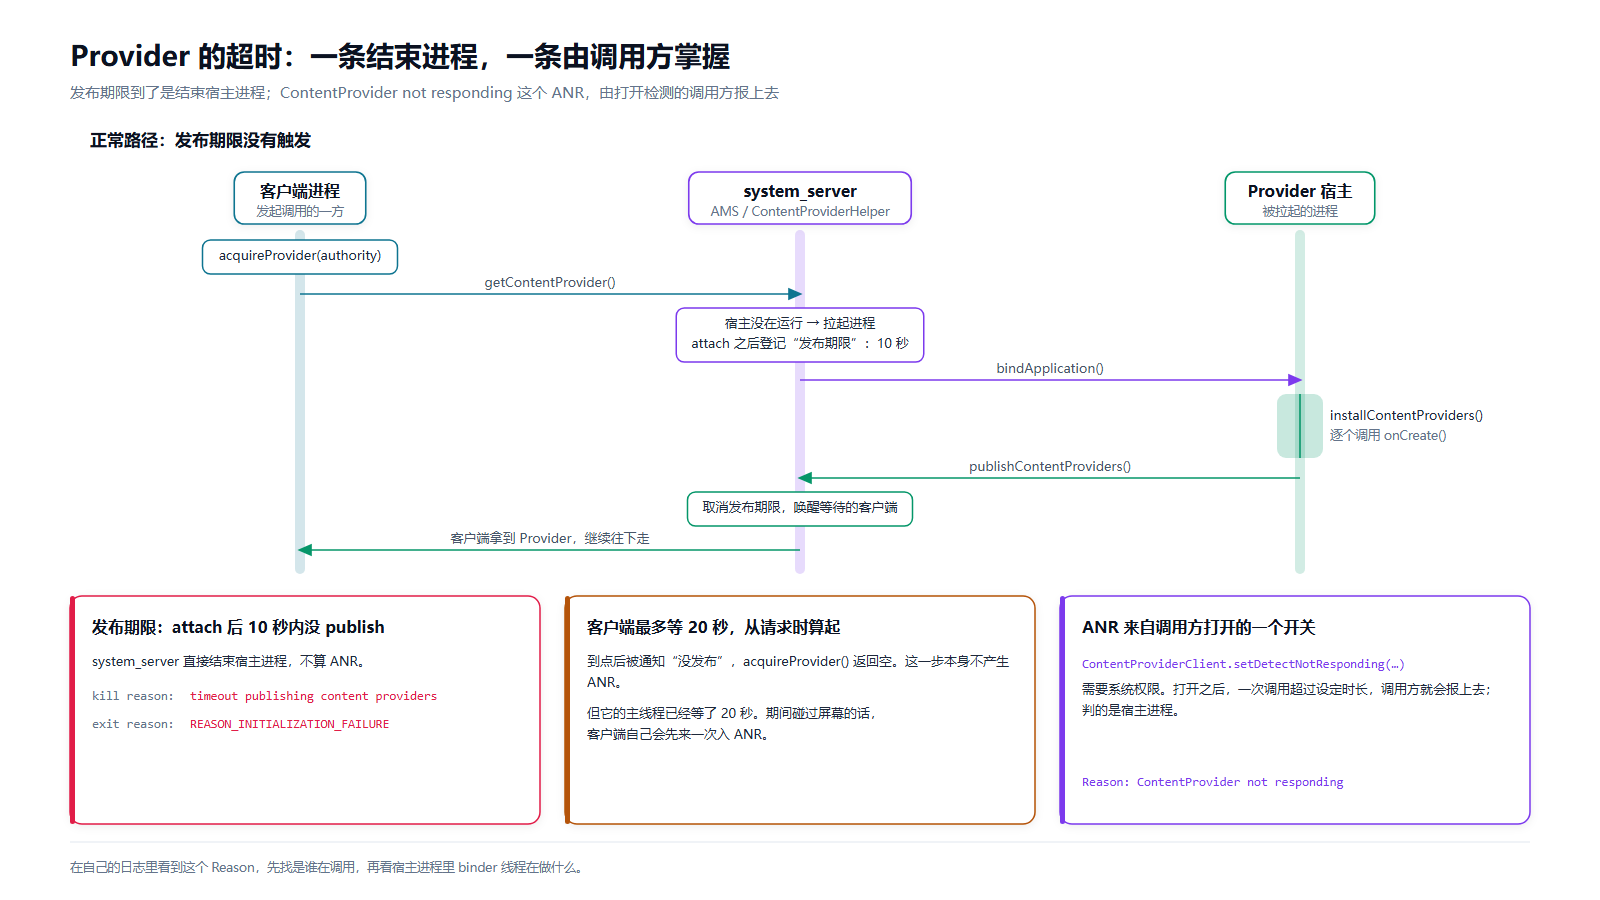 Provider 的超时：一条结束进程，一条由调用方掌握
发布期限到了是结束宿主进程；ContentProvider not responding 这个 ANR，由打开检测的调用方报上去
正常路径：发布期限没有触发
客户端进程
发起调用的一方
system_server
AMS / ContentProviderHelper
Provider 宿主
被拉起的进程
acquireProvider(authority)
getContentProvider()
宿主没在运行 → 拉起进程
attach 之后登记“发布期限”：10 秒
bindApplication()
installContentProviders()
逐个调用 onCreate()
publishContentProviders()
取消发布期限，唤醒等待的客户端
客户端拿到 Provider，继续往下走
发布期限：attach 后 10 秒内没 publish
system_server 直接结束宿主进程，不算 ANR。
kill reason: timeout publishing content providers
exit reason: REASON_INITIALIZATION_FAILURE
客户端最多等 20 秒，从请求时算起
到点后被通知“没发布”，acquireProvider() 返回空。这一步本身不产生
ANR。
但它的主线程已经等了 20 秒。期间碰过屏幕的话，
客户端自己会先来一次入 ANR。
ANR 来自调用方打开的一个开关
ContentProviderClient.setDetectNotResponding(…)
需要系统权限。打开之后，一次调用超过设定时长，调用方就会报上去；
判的是宿主进程。
Reason: ContentProvider not responding
在自己的日志里看到这个 Reason，先找是谁在调用，再看宿主进程里 binder 线程在做什么。